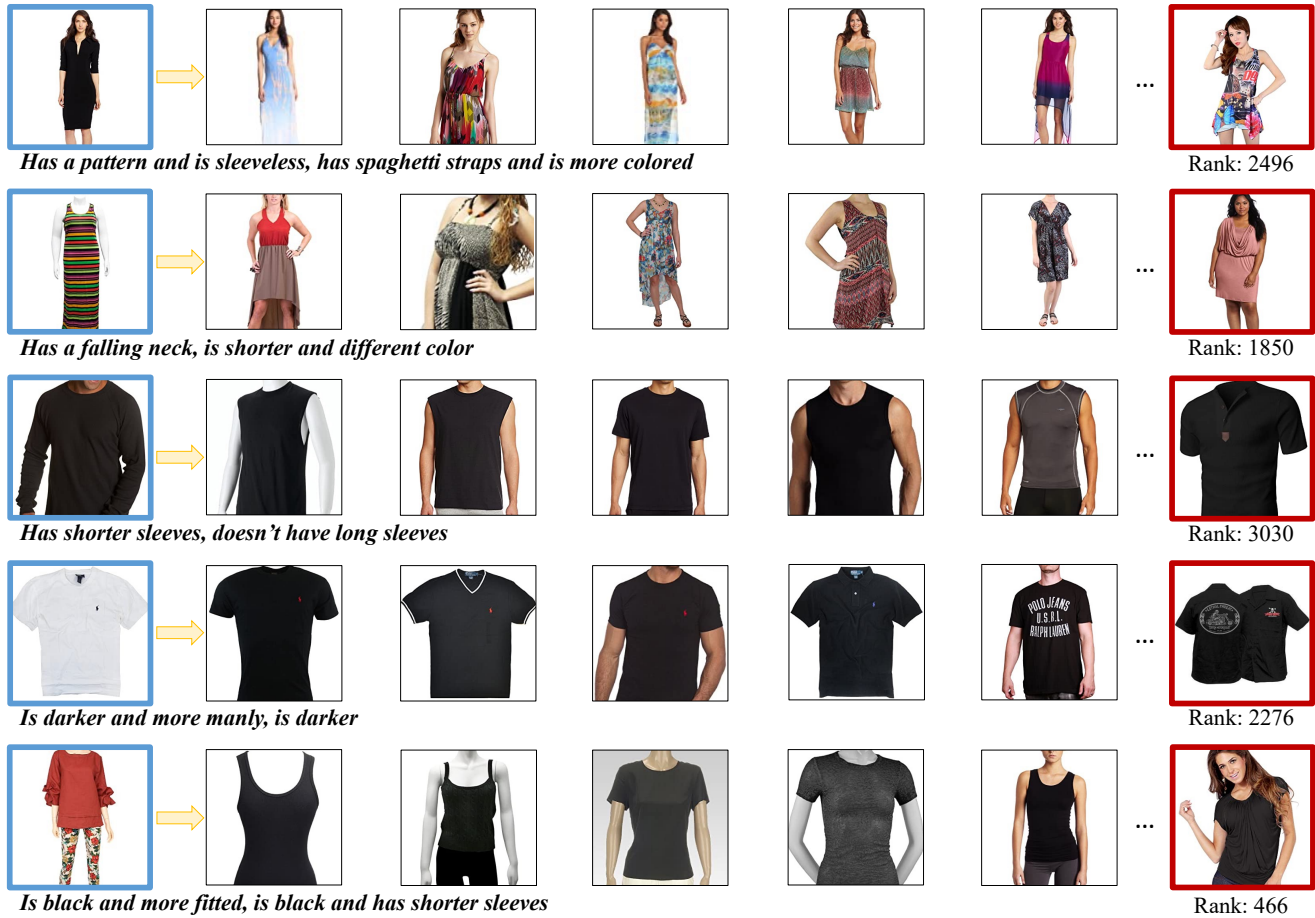 ...
Has a pattern and is sleeveless, has spaghetti straps and is more colored
Rank: 2496
...
Has a falling neck, is shorter and different color
Rank: 1850
...
Has shorter sleeves, doesn't have long sleeves
Rank: 3030
POLO JEANS
U.S.R.L.
RALPH LAUREN
...
Is darker and more manly, is darker
Rank: 2276
...
Is black and more fitted, is black and has shorter sleeves
Rank: 466